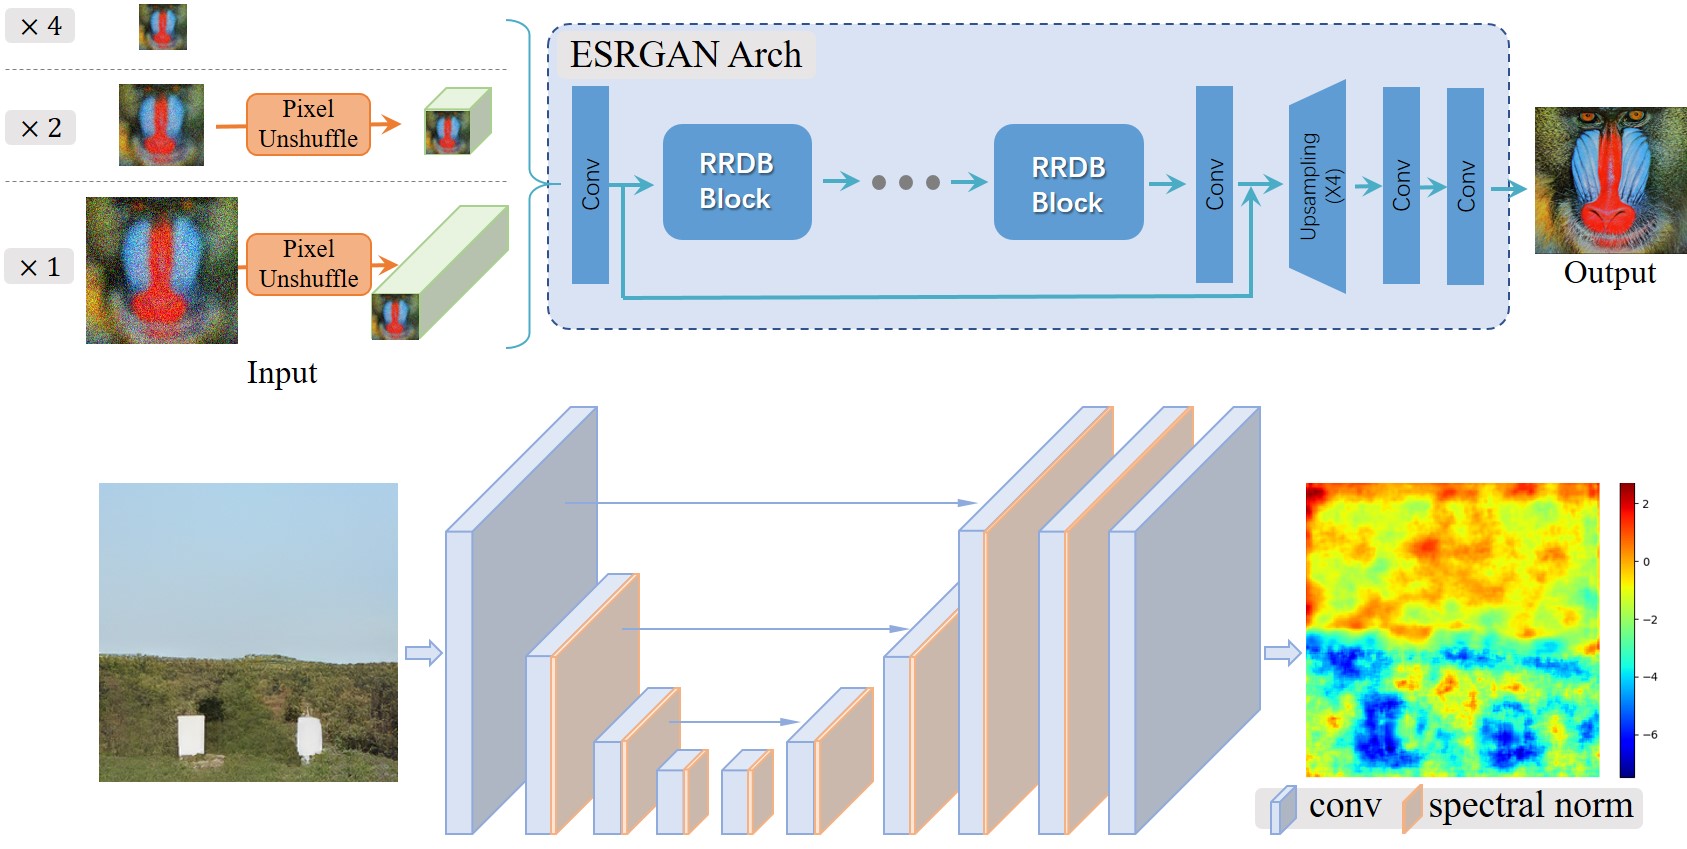 × 4
× 2
Pixel
Unshuffle
× 1
Pixel
Unshuffle
Input
ESRGAN Arch
Conv
RRDB
Block
RRDB
Block
Conv
Upsampling
(X4)
Conv
Conv
Output
2
0
−2
−4
−6
conv
spectral norm